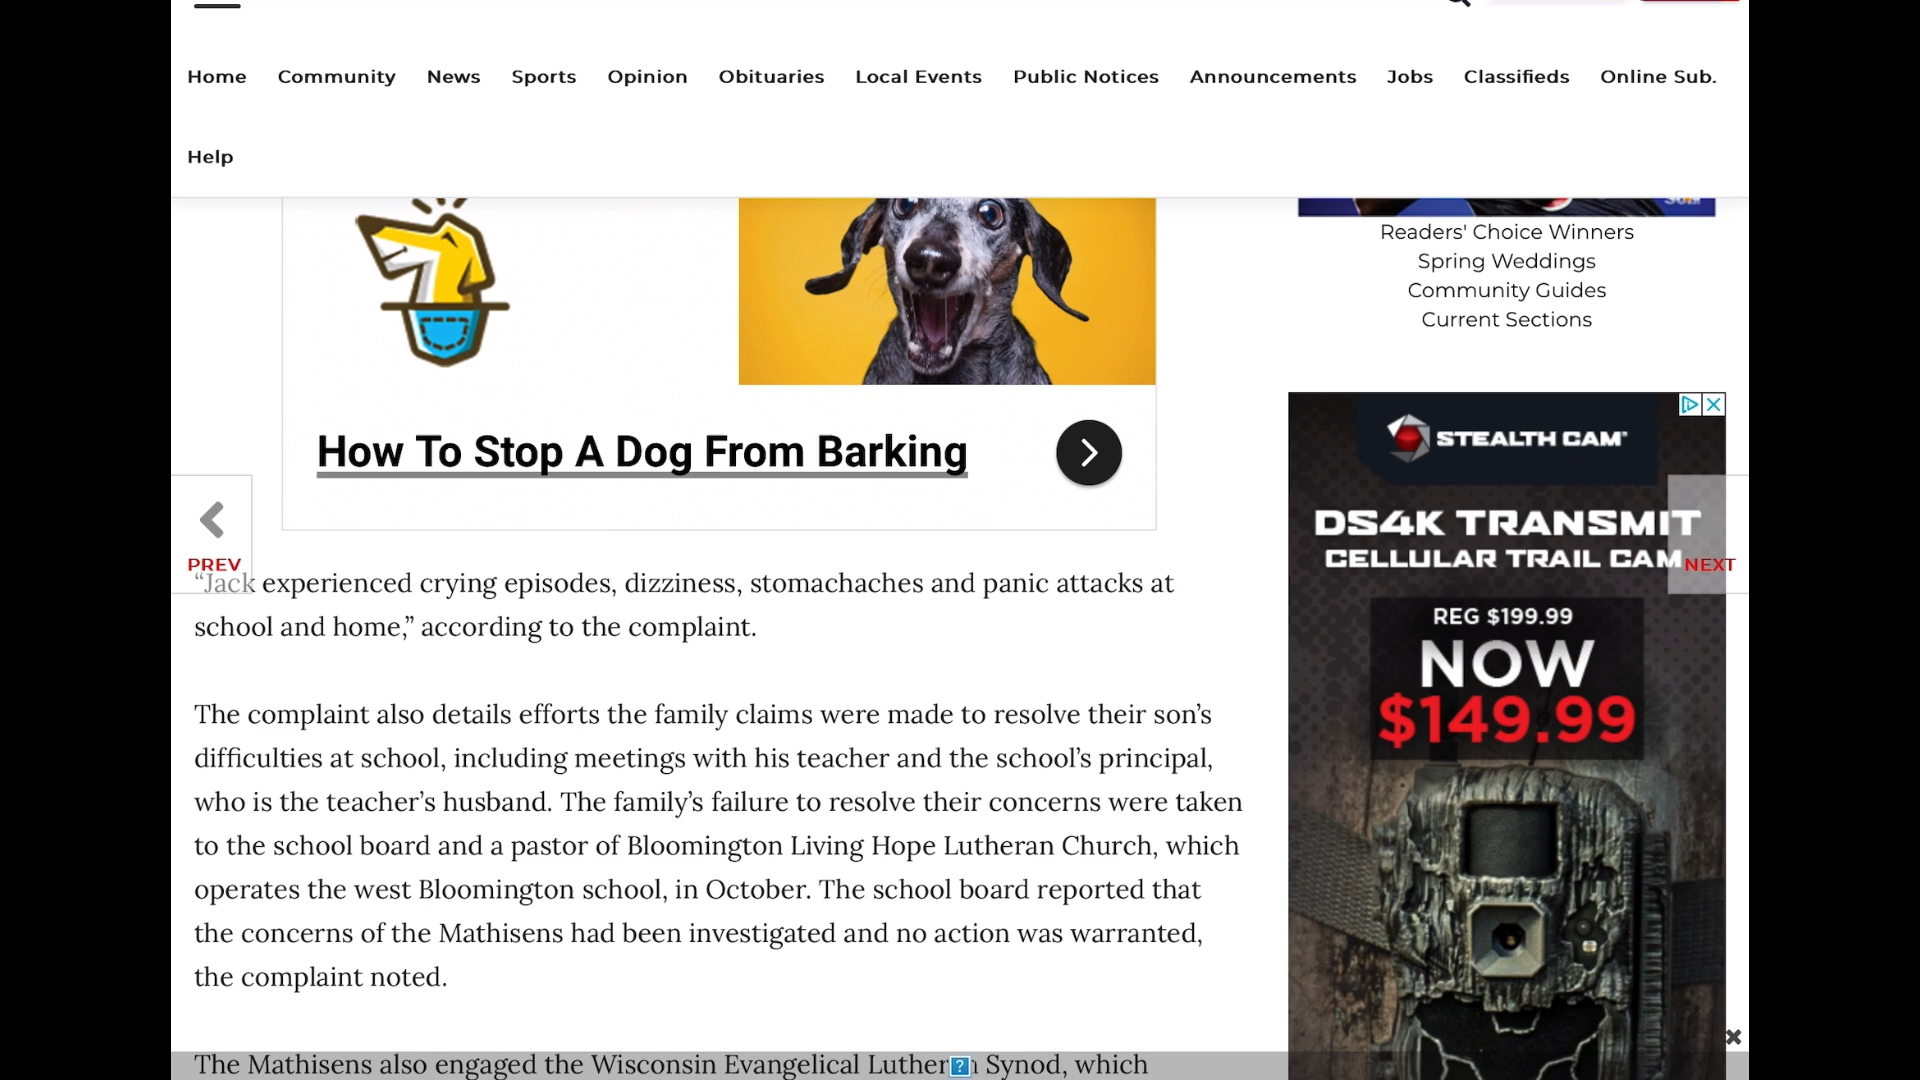 Home Community News Sports Opinion Obituaries Local Events Public Notices Announcements Jobs Classifieds Online Sub.
Help
Readers' Choice Winners
Spring Weddings
Community Guides
Current Sections
How To Stop A Dog From Barking
STEALTH CAM
DS4K TRANSMIT
CELLULAR TRAIL CAM
REG $199.99
NOW
$149.99
PREV
NEXT
“Jack experienced crying episodes, dizziness, stomachaches and panic attacks at
school and home,” according to the complaint.
The complaint also details efforts the family claims were made to resolve their son’s
difficulties at school, including meetings with his teacher and the school’s principal,
who is the teacher’s husband. The family’s failure to resolve their concerns were taken
to the school board and a pastor of Bloomington Living Hope Lutheran Church, which
operates the west Bloomington school, in October. The school board reported that
the concerns of the Mathisens had been investigated and no action was warranted,
the complaint noted.
The Mathisens also engaged the Wisconsin Evangelical Lutheran Synod, which